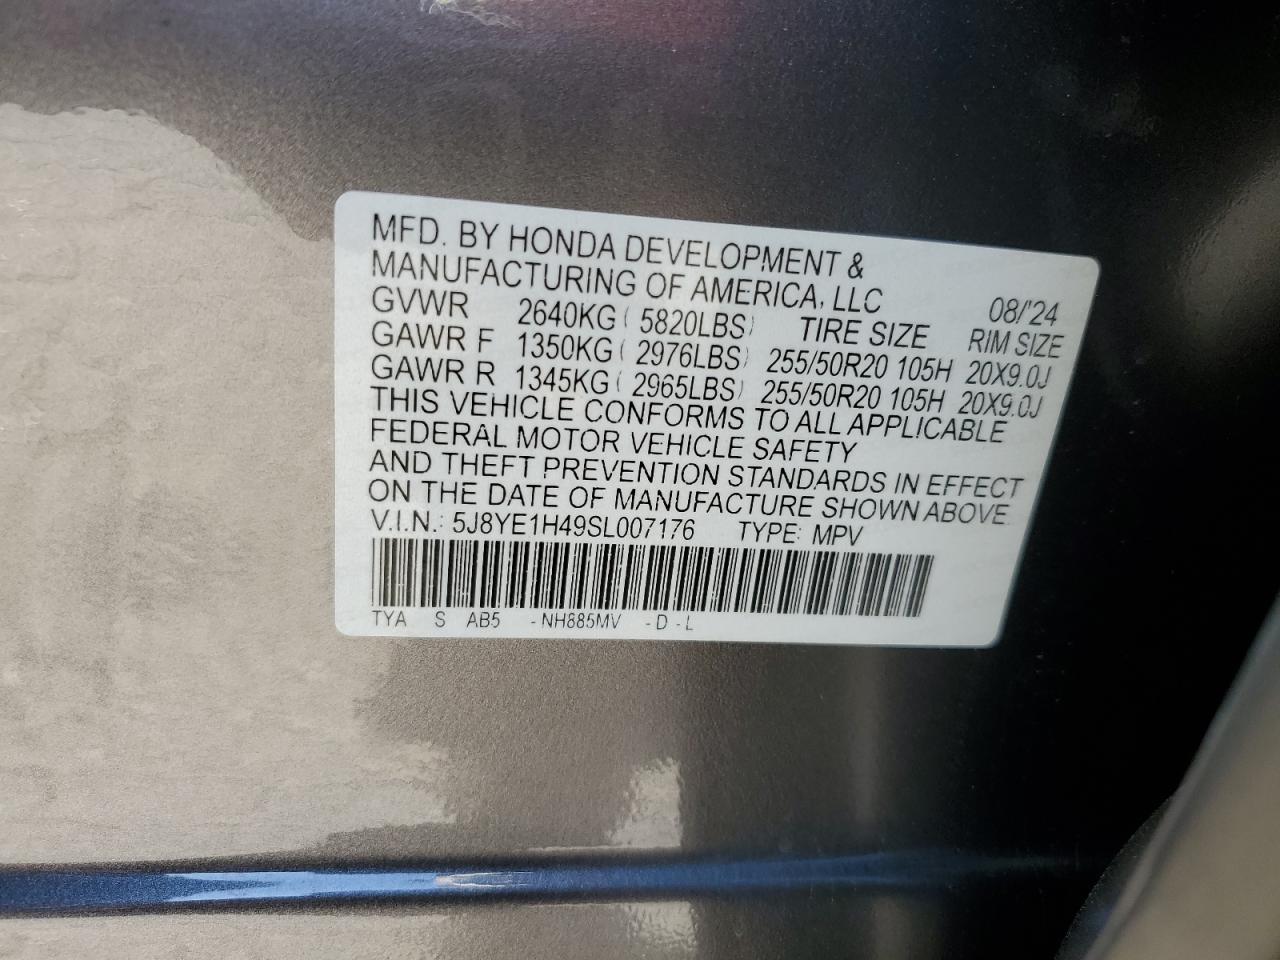 MFD. BY HONDA DEVELOPMENT &
MANUFACTURING OF AMERICA, LLC 08/'24
GVWR 2640KG ( 5820LBS) TIRE SIZE RIM SIZE
GAWR F 1350KG ( 2976LBS) 255/50R20 105H 20X9.0J
GAWR R 1345KG ( 2965LBS) 255/50R20 105H 20X9.0J
THIS VEHICLE CONFORMS TO ALL APPLICABLE
FEDERAL MOTOR VEHICLE SAFETY
AND THEFT PREVENTION STANDARDS IN EFFECT
ON THE DATE OF MANUFACTURE SHOWN ABOVE.
V.I.N.: 5J8YE1H49SL007176 TYPE: MPV
TYA S AB5 - NH885MV - D - L